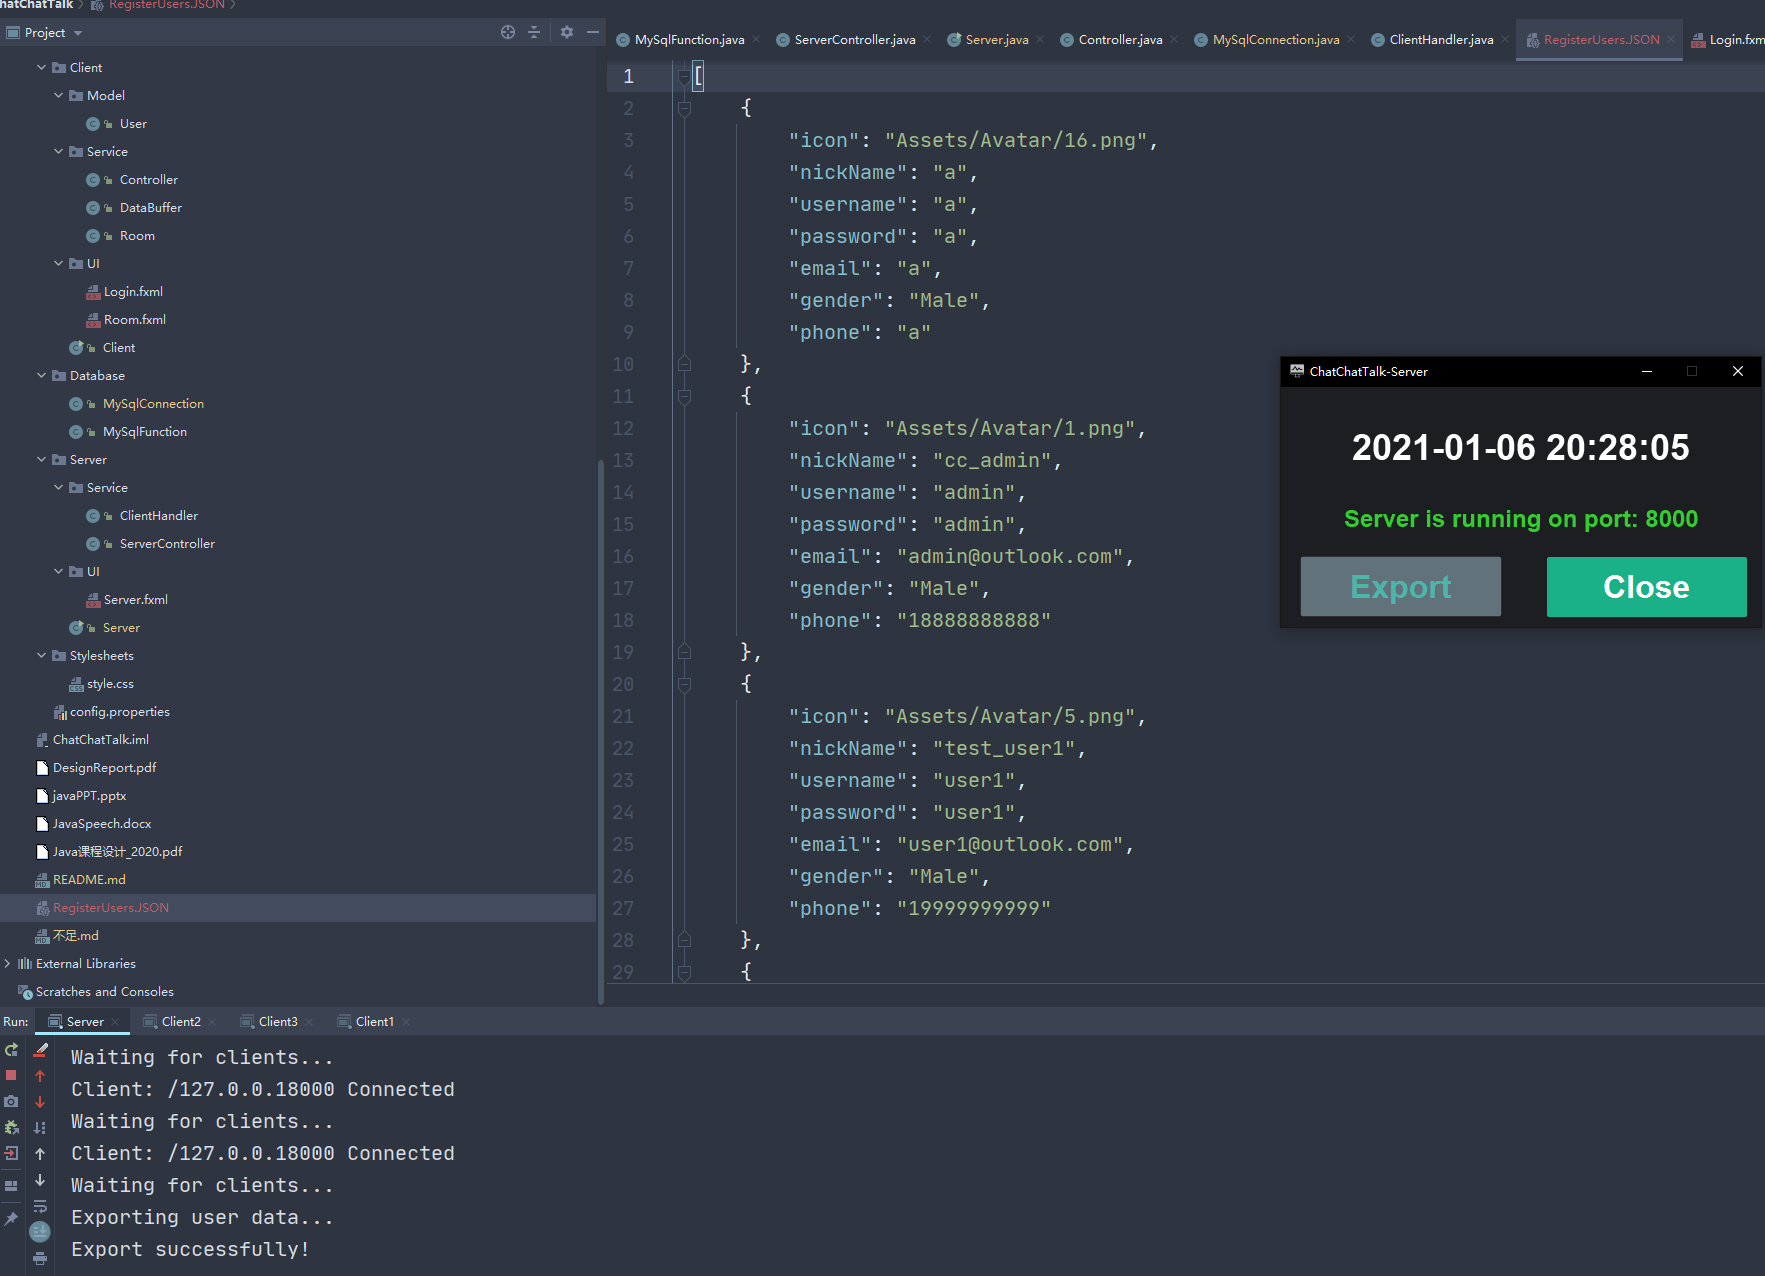 hatChatTalk > RegisterUsers.JSON >
Project
MySqlFunction.java
ServerController.java
Server.java
Controller.java
MySqlConnection.java
ClientHandler.java
RegisterUsers.JSON
Login.fxm
Client
Model
User
Service
Controller
DataBuffer
Room
UI
Login.fxml
Room.fxml
Client
Database
MySqlConnection
MySqlFunction
Server
Service
ClientHandler
ServerController
UI
Server.fxml
Server
Stylesheets
style.css
config.properties
ChatChatTalk.iml
DesignReport.pdf
javaPPT.pptx
JavaSpeech.docx
Java课程设计_2020.pdf
README.md
RegisterUsers.JSON
不足.md
External Libraries
Scratches and Consoles
1 [
2 {
3 "icon": "Assets/Avatar/16.png",
4 "nickName": "a",
5 "username": "a",
6 "password": "a",
7 "email": "a",
8 "gender": "Male",
9 "phone": "a"
10 },
11 {
12 "icon": "Assets/Avatar/1.png",
13 "nickName": "cc_admin",
14 "username": "admin",
15 "password": "admin",
16 "email": "admin@outlook.com",
17 "gender": "Male",
18 "phone": "18888888888"
19 },
20 {
21 "icon": "Assets/Avatar/5.png",
22 "nickName": "test_user1",
23 "username": "user1",
24 "password": "user1",
25 "email": "user1@outlook.com",
26 "gender": "Male",
27 "phone": "19999999999"
28 },
29 {
ChatChatTalk-Server
2021-01-06 20:28:05
Server is running on port: 8000
Export
Close
Run:
Server
Client2
Client3
Client1
Waiting for clients...
Client: /127.0.0.18000 Connected
Waiting for clients...
Client: /127.0.0.18000 Connected
Waiting for clients...
Exporting user data...
Export successfully!